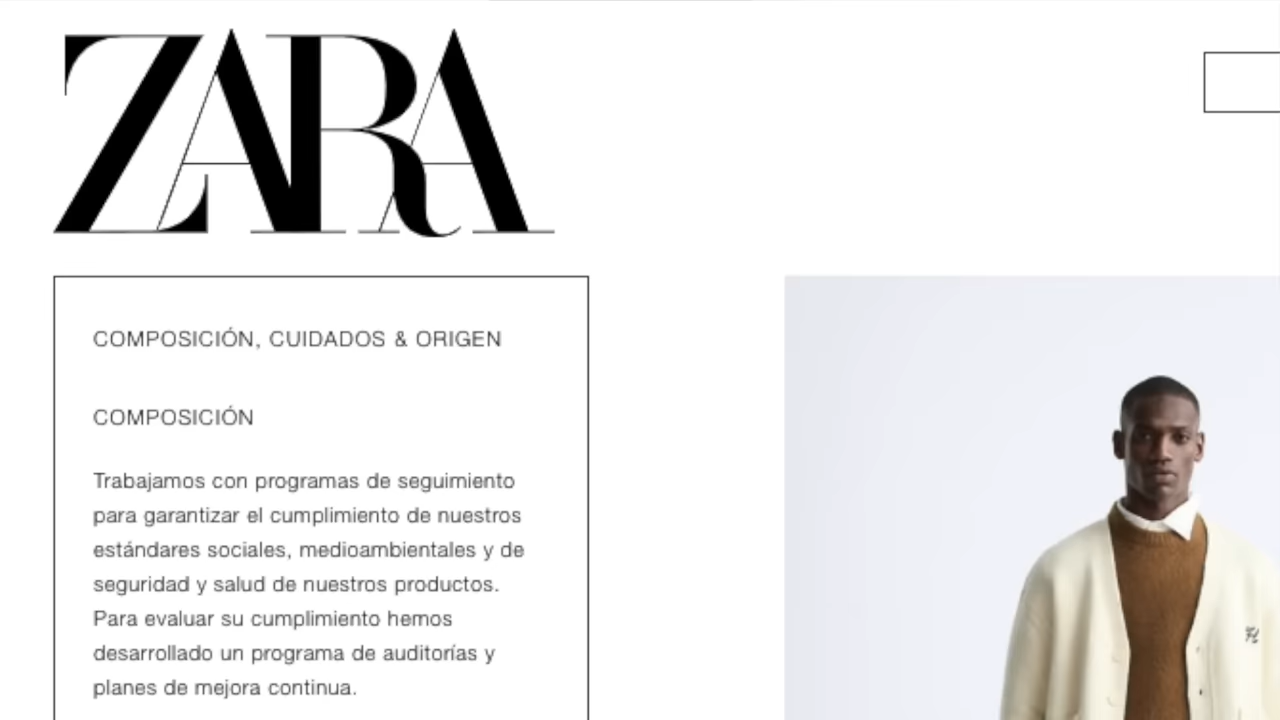 ZARA
COMPOSICIÓN, CUIDADOS & ORIGEN
COMPOSICIÓN
Trabajamos con programas de seguimiento
para garantizar el cumplimiento de nuestros
estándares sociales, medioambientales y de
seguridad y salud de nuestros productos.
Para evaluar su cumplimiento hemos
desarrollado un programa de auditorías y
planes de mejora continua.